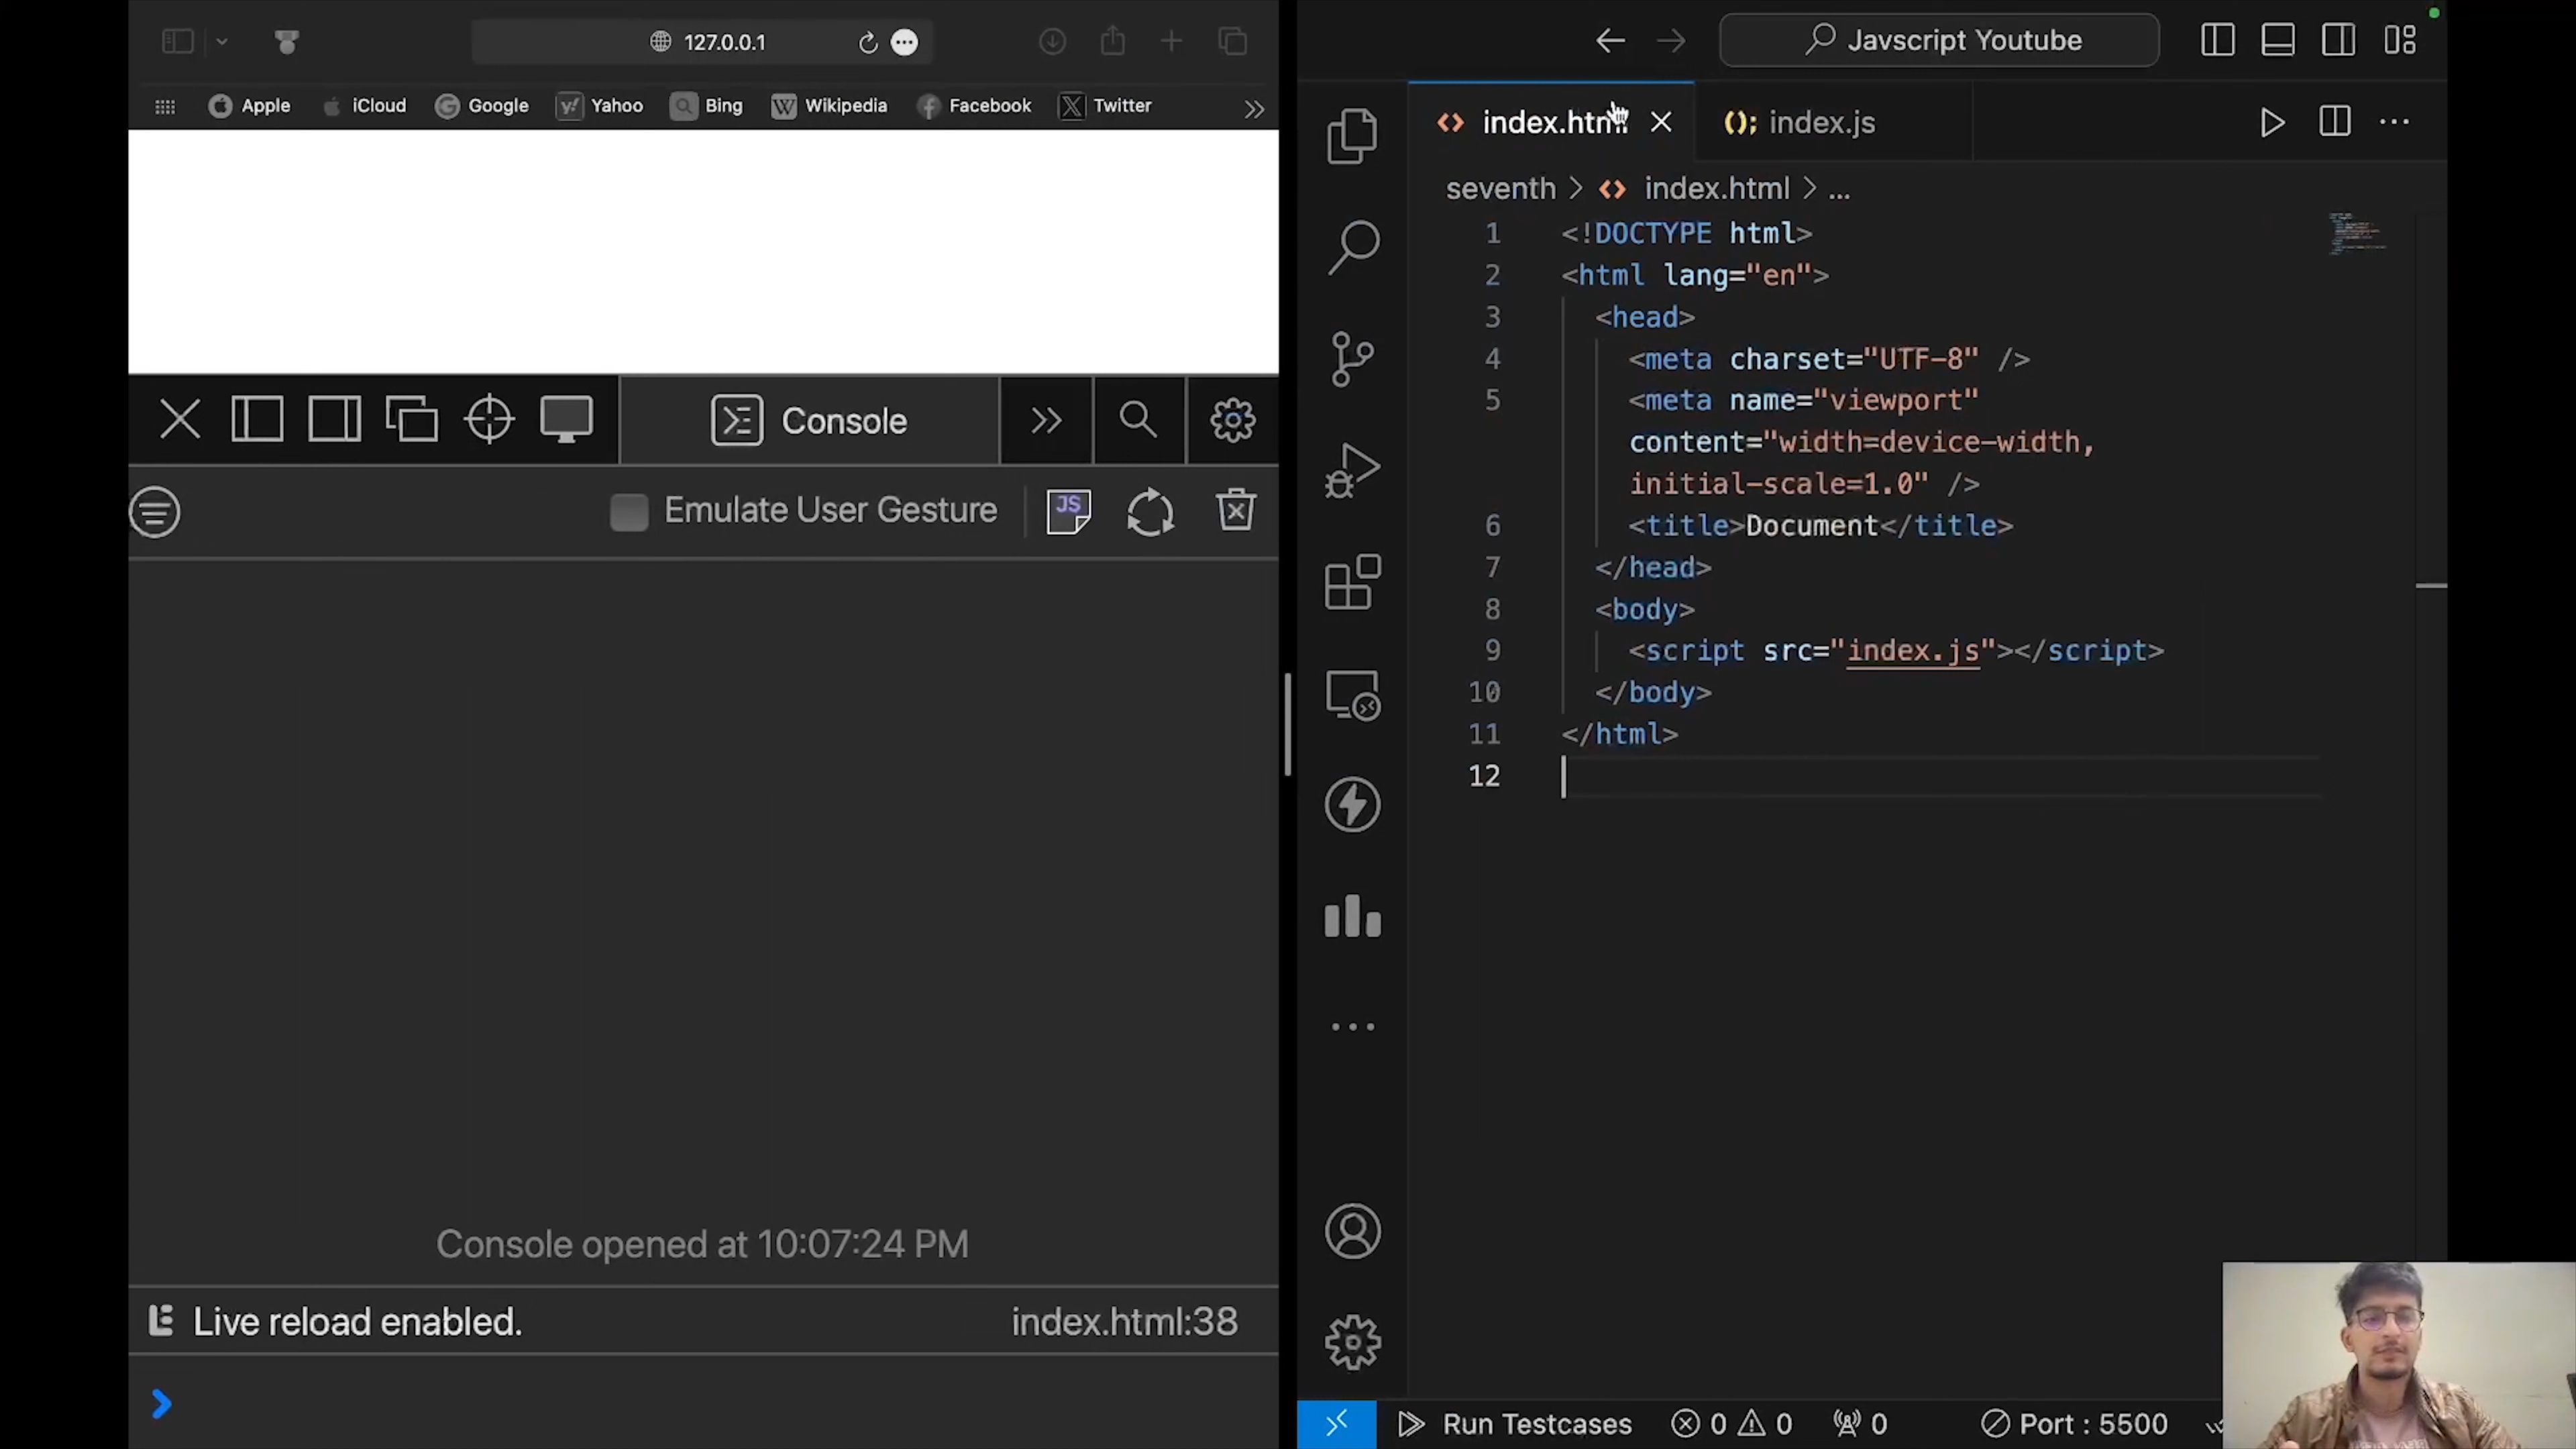 127.0.0.1
Apple iCloud Google Yahoo Bing Wikipedia Facebook Twitter
Console
Emulate User Gesture
Console opened at 10:07:24 PM
Live reload enabled. index.html:38
Javscript Youtube
index.html index.js
seventh > index.html > ...
1 <!DOCTYPE html>
2 <html lang="en">
3 <head>
4 <meta charset="UTF-8" />
5 <meta name="viewport"
content="width=device-width,
initial-scale=1.0" />
6 <title>Document</title>
7 </head>
8 <body>
9 <script src="index.js"></script>
10 </body>
11 </html>
12
Run Testcases 0 0 0 Port : 5500